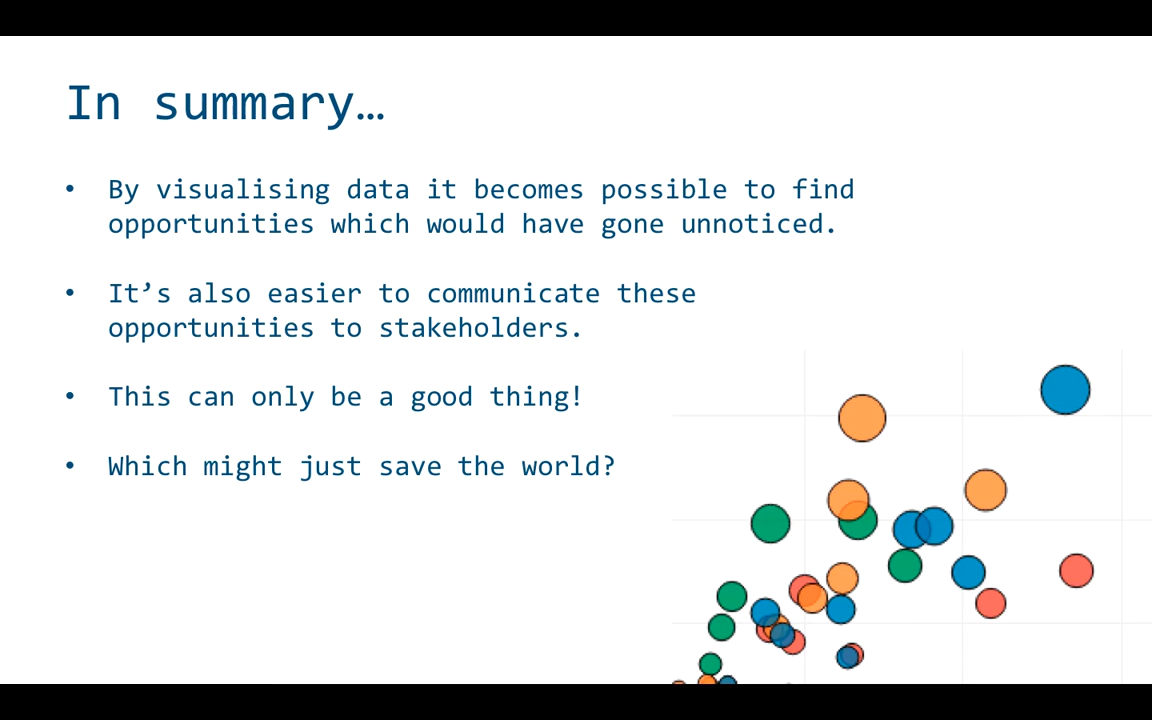 In summary…
• By visualising data it becomes possible to find
opportunities which would have gone unnoticed.
• It’s also easier to communicate these
opportunities to stakeholders.
• This can only be a good thing!
• Which might just save the world?